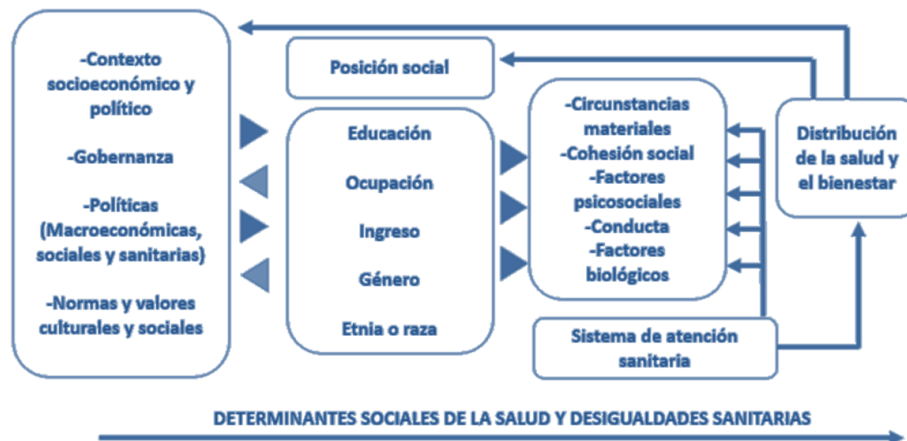 -Contexto
socioeconómico y
político
-Gobernanza
-Políticas
(Macroeconómicas,
sociales y sanitarias)
-Normas y valores
culturales y sociales
Posición social
Educación
Ocupación
Ingreso
Género
Etnia o raza
-Circunstancias
materiales
-Cohesión social
-Factores
psicosociales
-Conducta
-Factores
biológicos
Sistema de atención
sanitaria
Distribución
de la salud y
el bienestar
DETERMINANTES SOCIALES DE LA SALUD Y DESIGUALDADES SANITARIAS